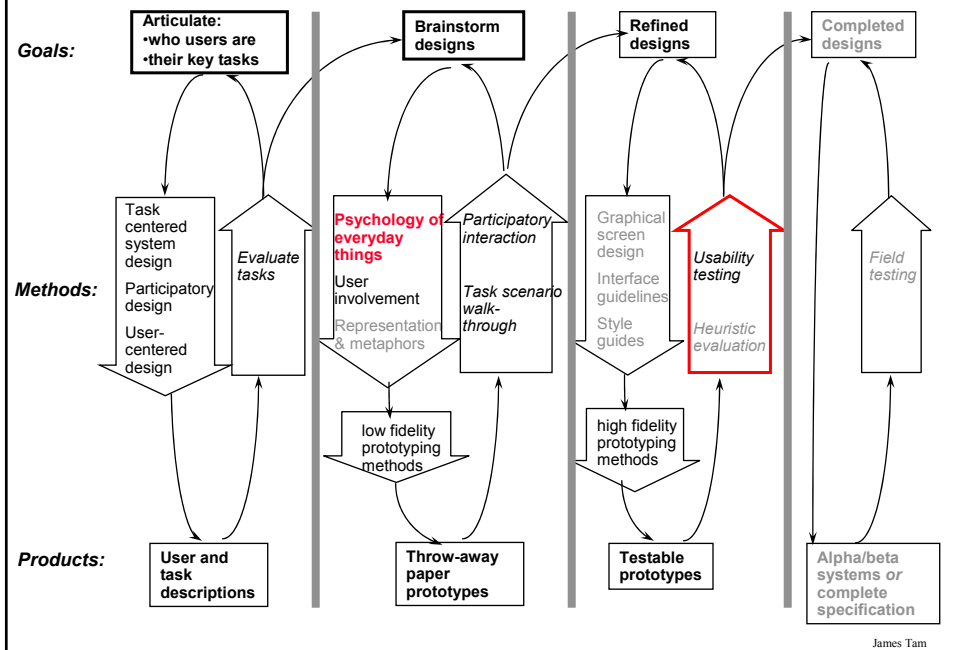 Goals:
Articulate:
•who users are
•their key tasks
Brainstorm
designs
Refined
designs
Completed
designs
Methods:
Task
centered
system
design
Participatory
design
User-
centered
design
Evaluate
tasks
Psychology of
everyday
things
User
involvement
Representation
& metaphors
Participatory
interaction
Task scenario
walk-
through
Graphical
screen
design
Interface
guidelines
Style
guides
Usability
testing
Heuristic
evaluation
Field
testing
low fidelity
prototyping
methods
high fidelity
prototyping
methods
Products:
User and
task
descriptions
Throw-away
paper
prototypes
Testable
prototypes
Alpha/beta
systems or
complete
specification
James Tam